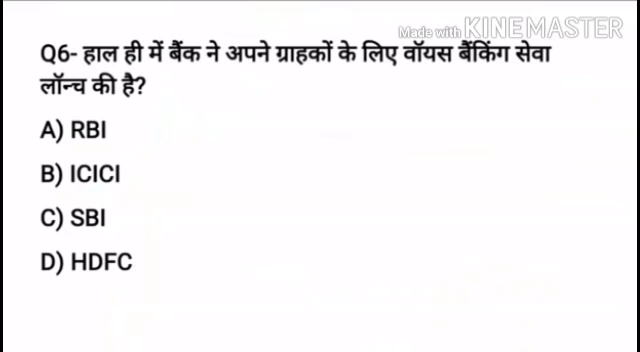 Made with KINEMASTER
Q6- हाल ही में बैंक ने अपने ग्राहकों के लिए वॉयस बैंकिंग सेवा
लॉन्च की है?
A) RBI
B) ICICI
C) SBI
D) HDFC